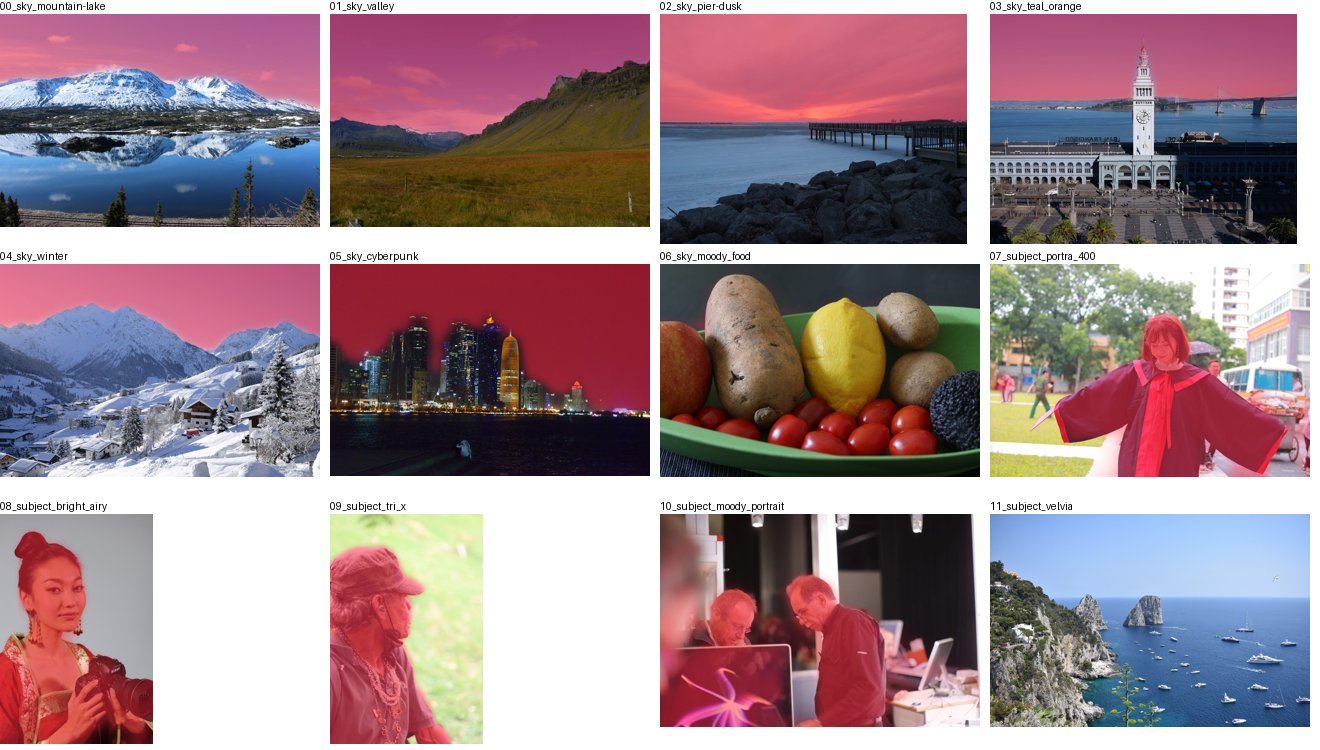 00_sky_mountain-lake
01_sky_valley
02_sky_pier-dusk
03_sky_teal_orange
04_sky_winter
05_sky_cyberpunk
06_sky_moody_food
07_subject_portra_400
08_subject_bright_airy
09_subject_tri_x
10_subject_moody_portrait
11_subject_velvia